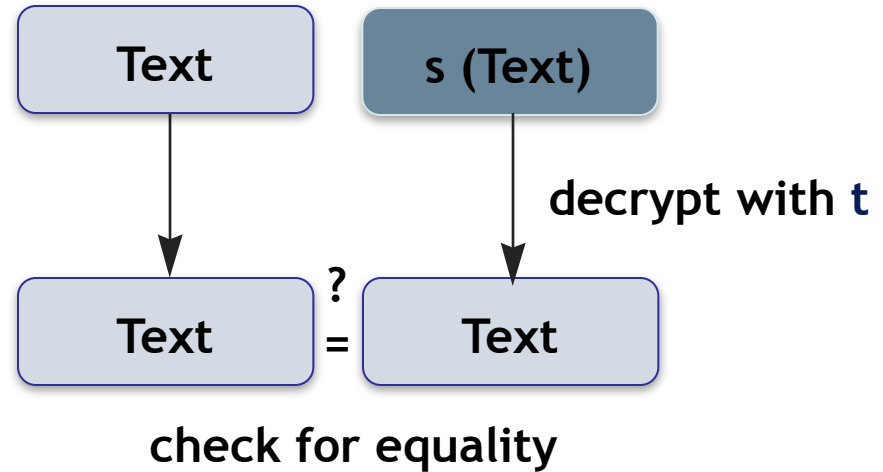 Text
s (Text)
decrypt with t
Text
?
=
Text
check for equality